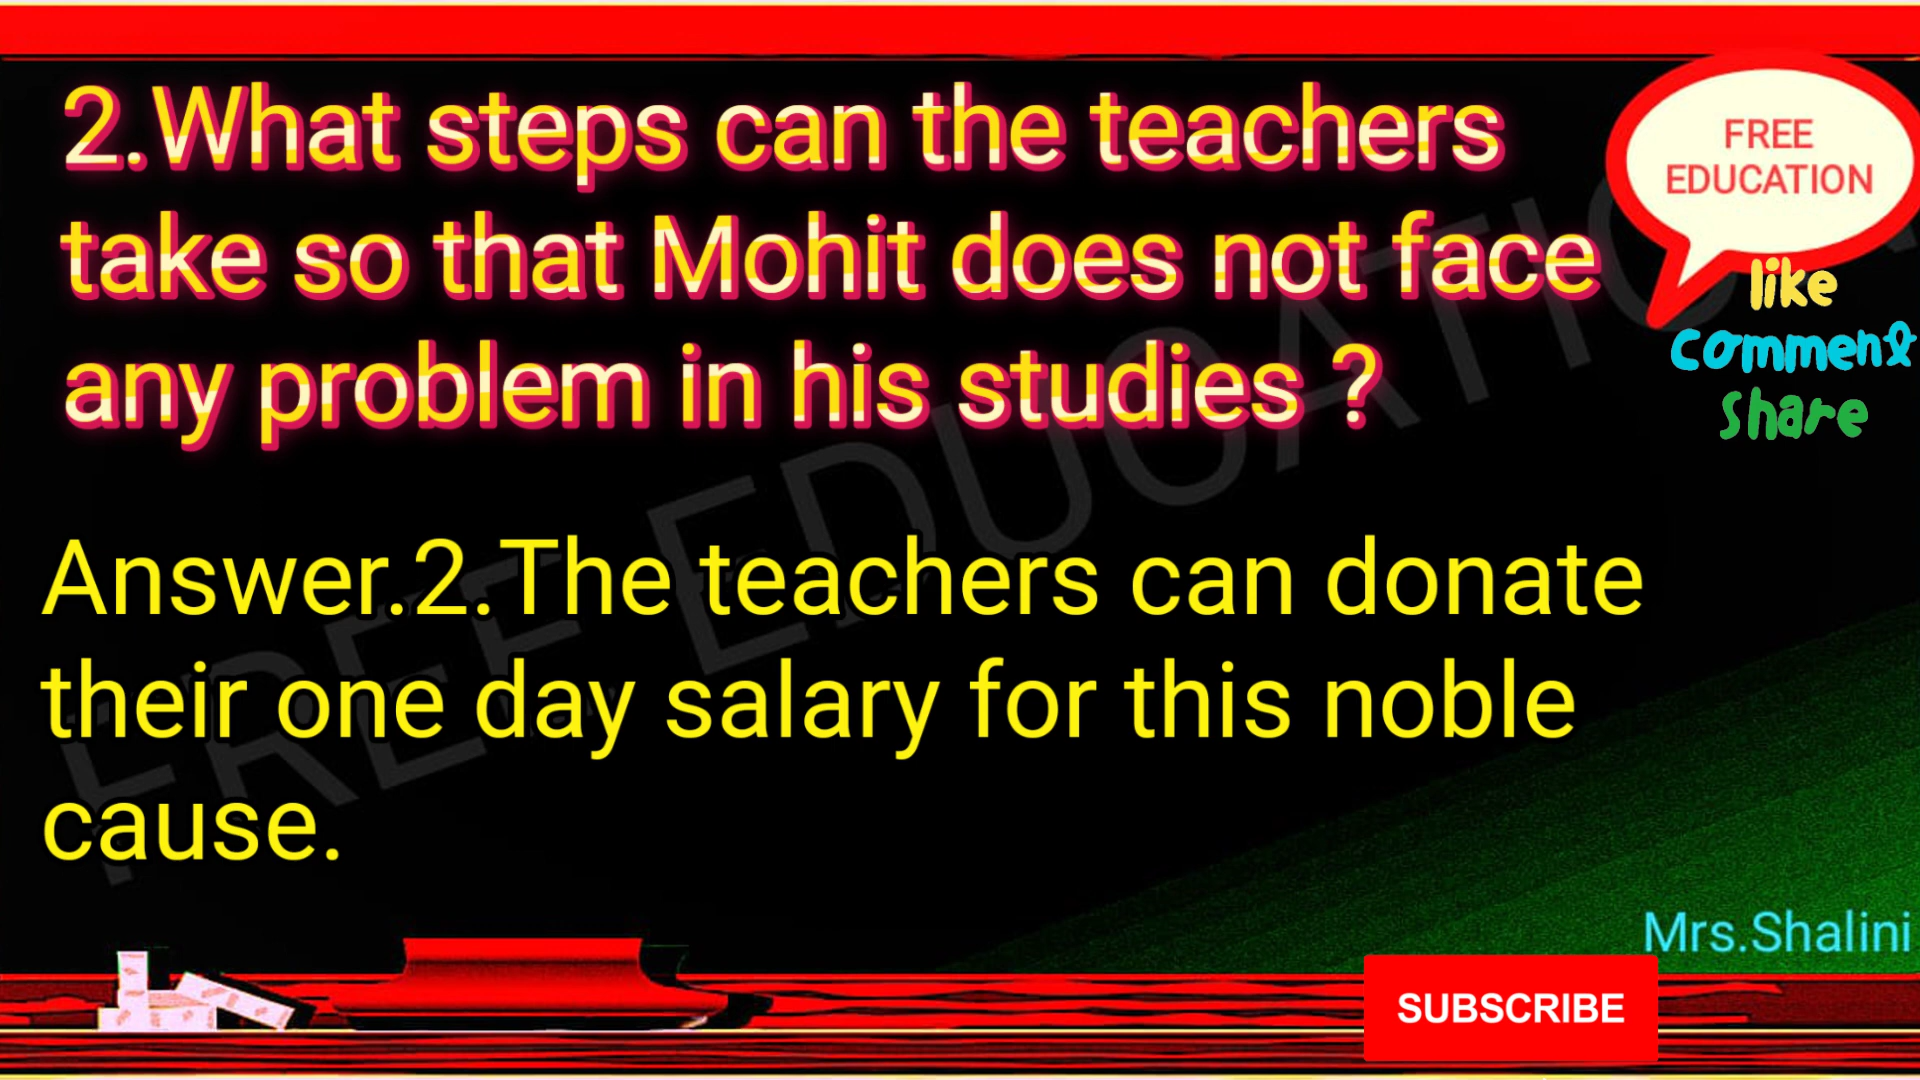 2.What steps can the teachers
take so that Mohit does not face
any problem in his studies ?
FREE
EDUCATION
like
comment
share
Answer.2.The teachers can donate
their one day salary for this noble
cause.
FREE EDUCATION
Mrs.Shalini
SUBSCRIBE